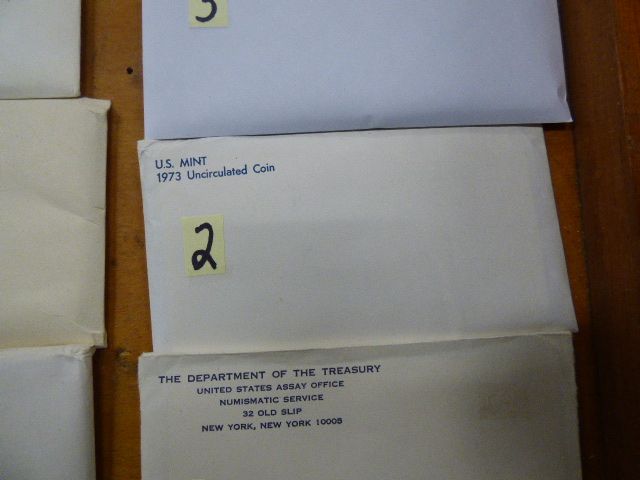 3
U.S. MINT
1973 Uncirculated Coin
2
THE DEPARTMENT OF THE TREASURY
UNITED STATES ASSAY OFFICE
NUMISMATIC SERVICE
32 OLD SLIP
NEW YORK, NEW YORK 10005